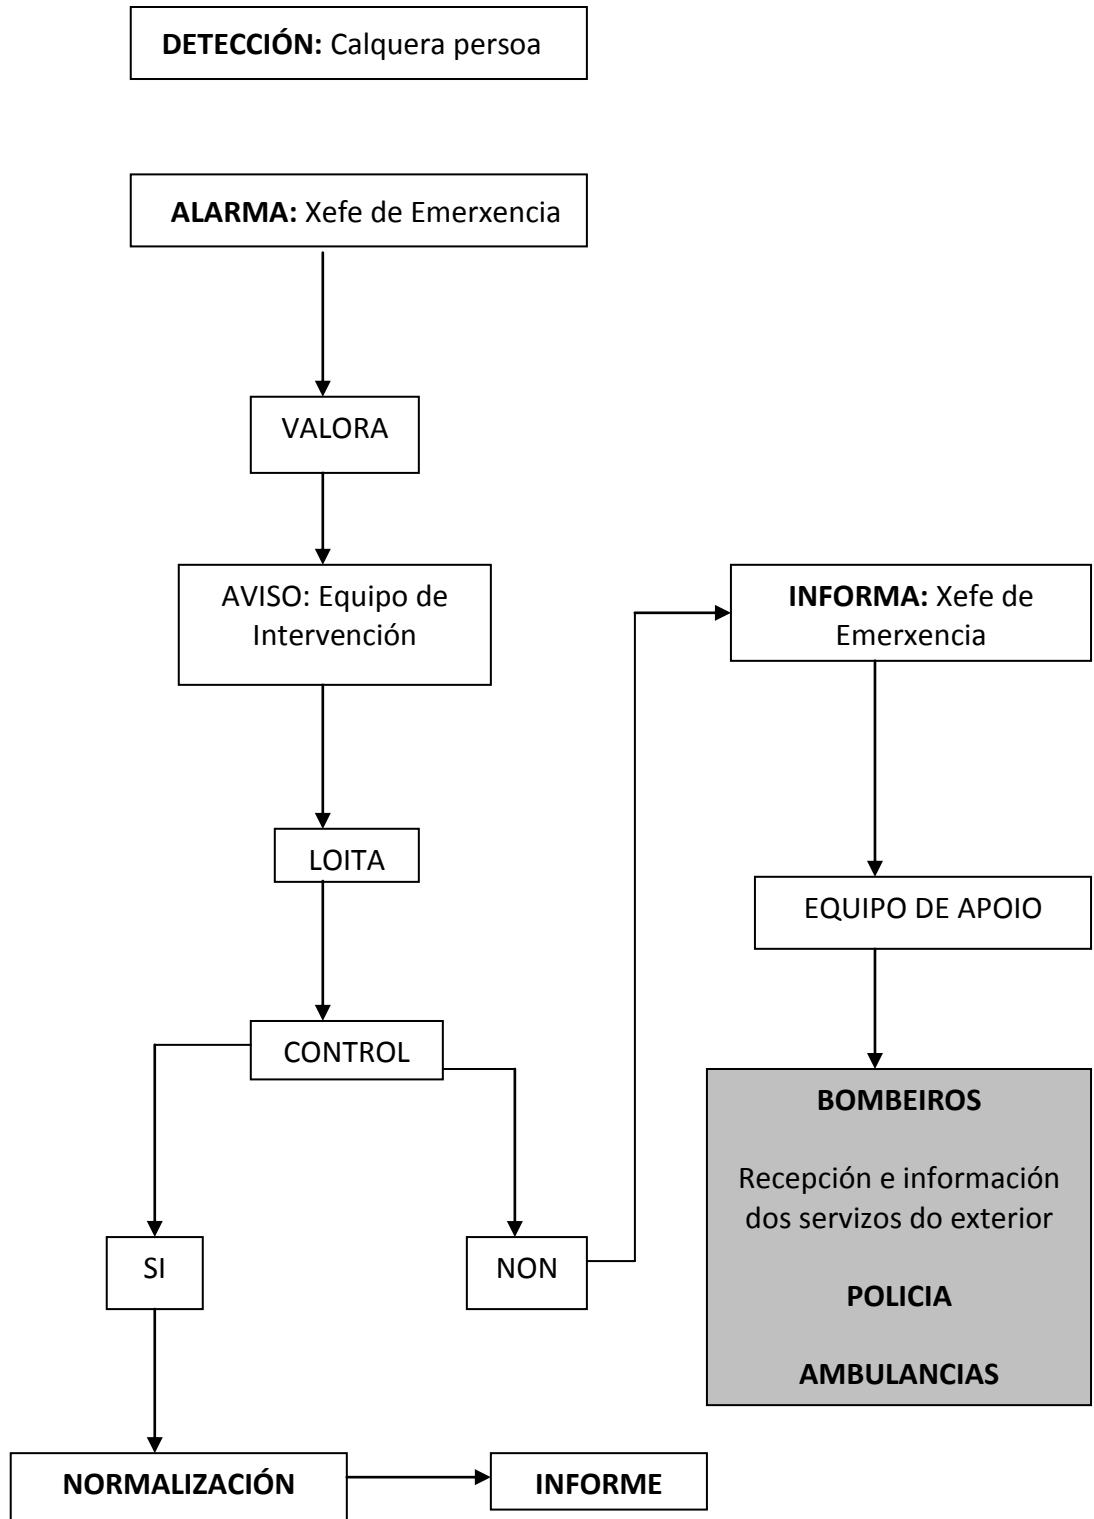 DETECCIÓN: Calquera persoa
ALARMA: Xefe de Emerxencia
VALORA
AVISO: Equipo de
Intervención
LOITA
CONTROL
SI
NON
NORMALIZACIÓN
INFORME
INFORMA: Xefe de
Emerxencia
EQUIPO DE APOIO
BOMBEIROS
Recepción e información
dos servizos do exterior
POLICIA
AMBULANCIAS